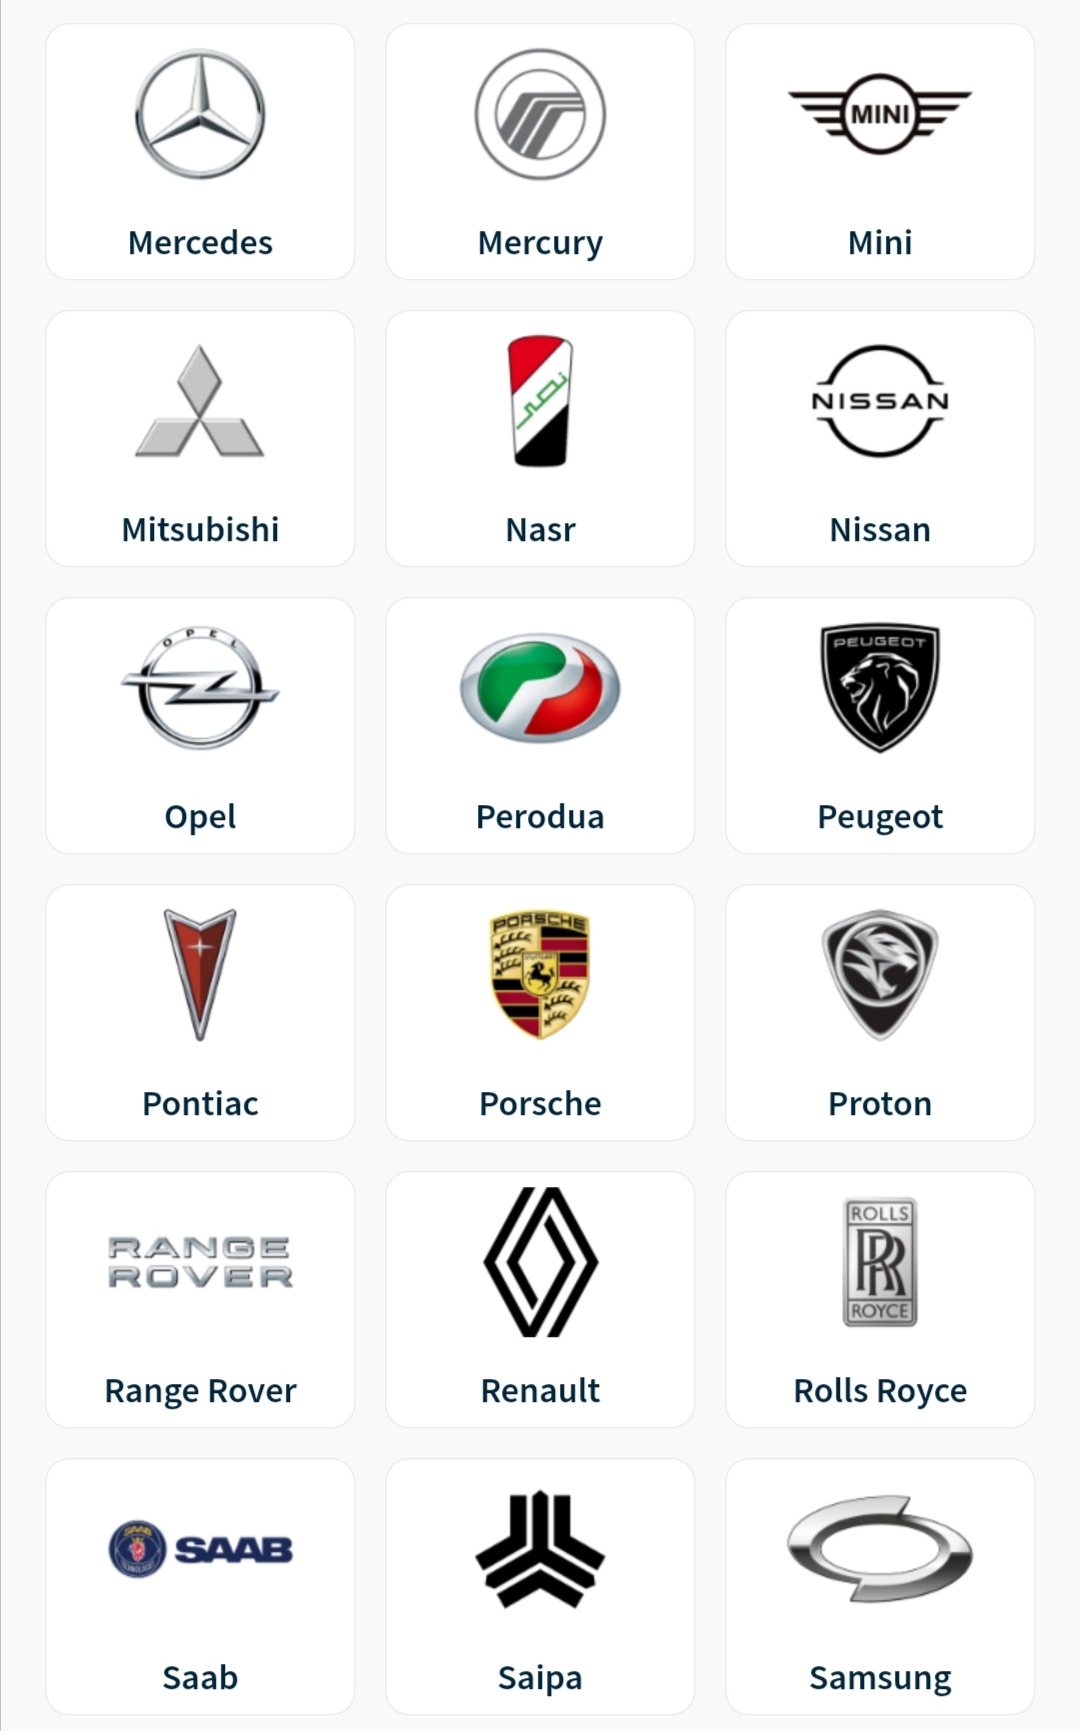 Mercedes
Mercury
MINI
Mini
Mitsubishi
نصر
Nasr
NISSAN
Nissan
OPEL
Opel
Perodua
PEUGEOT
Peugeot
Pontiac
PORSCHE
STUTTGART
Porsche
Proton
RANGE
ROVER
Range Rover
Renault
ROLLS
RR
ROYCE
Rolls Royce
SAAB
SAAB
Saab
Saipa
Samsung